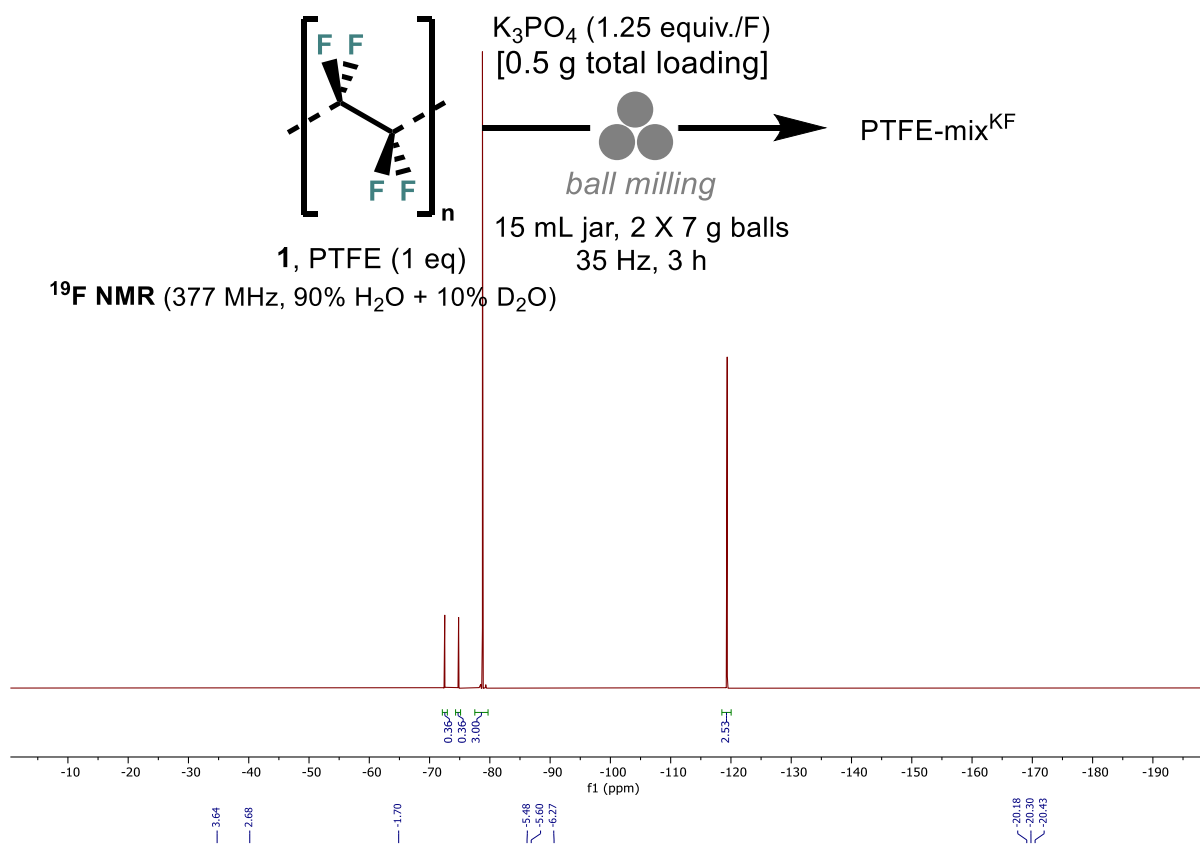 F F
F F
n
K₃PO₄ (1.25 equiv./F)
[0.5 g total loading]
ball milling
15 mL jar, 2 X 7 g balls
35 Hz, 3 h
PTFE-mixᴷᶠ
1, PTFE (1 eq)
¹⁹F NMR (377 MHz, 90% H₂O + 10% D₂O)
0.36
0.36
3.00
2.53
-10 -20 -30 -40 -50 -60 -70 -80 -90 -100 -110 -120 -130 -140 -150 -160 -170 -180 -190
f1 (ppm)
3.64
2.68
-1.70
-5.48
-5.60
-6.27
-20.18
-20.30
-20.43